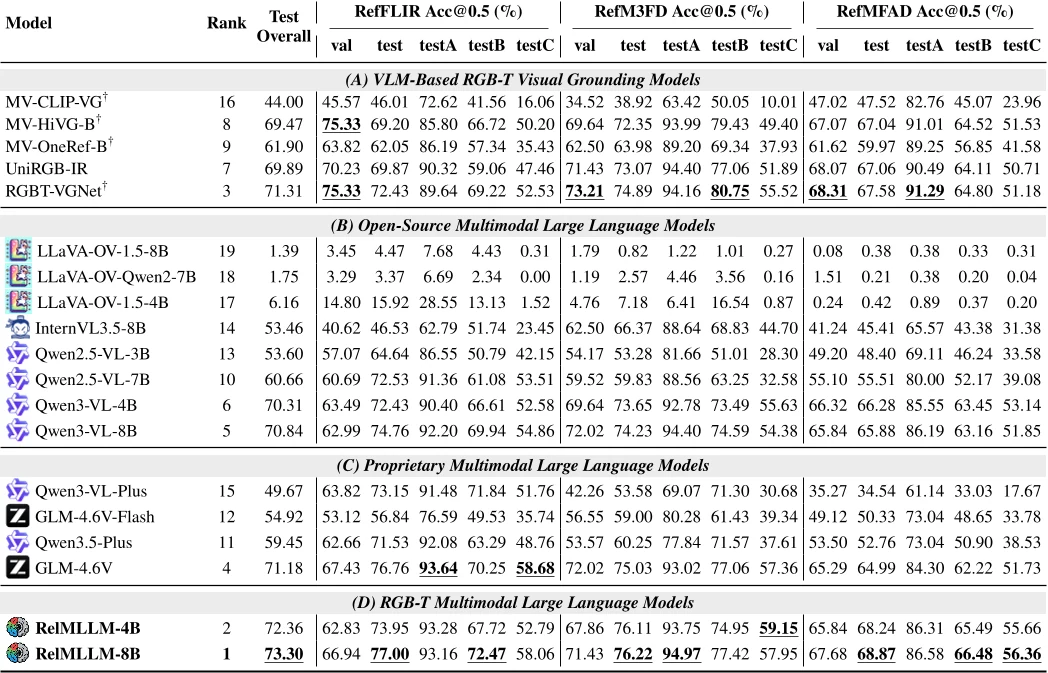 Model Rank Test Overall RefFLIR Acc@0.5 (%) RefM3FD Acc@0.5 (%) RefMFAD Acc@0.5 (%)
val test testA testB testC val test testA testB testC val test testA testB testC
(A) VLM-Based RGB-T Visual Grounding Models
MV-CLIP-VG† 16 44.00 45.57 46.01 72.62 41.56 16.06 34.52 38.92 63.42 50.05 10.01 47.02 47.52 82.76 45.07 23.96
MV-HiVG-B† 8 69.47 75.33 69.20 85.80 66.72 50.20 69.64 72.35 93.99 79.43 49.40 67.07 67.04 91.01 64.52 51.53
MV-OneRef-B† 9 61.90 63.82 62.05 86.19 57.34 35.43 62.50 63.98 89.20 69.34 37.93 61.62 59.97 89.25 56.85 41.58
UniRGB-IR 7 69.89 70.23 69.87 90.32 59.06 47.46 71.43 73.07 94.40 77.06 51.89 68.07 67.06 90.49 64.11 50.71
RGBT-VGNet† 3 71.31 75.33 72.43 89.64 69.22 52.53 73.21 74.89 94.16 80.75 55.52 68.31 67.58 91.29 64.80 51.18
(B) Open-Source Multimodal Large Language Models
LLaVA-OV-1.5-8B 19 1.39 3.45 4.47 7.68 4.43 0.31 1.79 0.82 1.22 1.01 0.27 0.08 0.38 0.38 0.33 0.31
LLaVA-OV-Qwen2-7B 18 1.75 3.29 3.37 6.69 2.34 0.00 1.19 2.57 4.46 3.56 0.16 1.51 0.21 0.38 0.20 0.04
LLaVA-OV-1.5-4B 17 6.16 14.80 15.92 28.55 13.13 1.52 4.76 7.18 6.41 16.54 0.87 0.24 0.42 0.89 0.37 0.20
InternVL3.5-8B 14 53.46 40.62 46.53 62.79 51.74 23.45 62.50 66.37 88.64 68.83 44.70 41.24 45.41 65.57 43.38 31.38
Qwen2.5-VL-3B 13 53.60 57.07 64.64 86.55 50.79 42.15 54.17 53.28 81.66 51.01 28.30 49.20 48.40 69.11 46.24 33.58
Qwen2.5-VL-7B 10 60.66 60.69 72.53 91.36 61.08 53.51 59.52 59.83 88.56 63.25 32.58 55.10 55.51 80.00 52.17 39.08
Qwen3-VL-4B 6 70.31 63.49 72.43 90.40 66.61 52.58 69.64 73.65 92.78 73.49 55.63 66.32 66.28 85.55 63.45 53.14
Qwen3-VL-8B 5 70.84 62.99 74.76 92.20 69.94 54.86 72.02 74.23 94.40 74.59 54.38 65.84 65.88 86.19 63.16 51.85
(C) Proprietary Multimodal Large Language Models
Qwen3-VL-Plus 15 49.67 63.82 73.15 91.48 71.84 51.76 42.26 53.58 69.07 71.30 30.68 35.27 34.54 61.14 33.03 17.67
GLM-4.6V-Flash 12 54.92 53.12 56.84 76.59 49.53 35.74 56.55 59.00 80.28 61.43 39.34 49.12 50.33 73.04 48.65 33.78
Qwen3.5-Plus 11 59.45 62.66 71.53 92.08 63.29 48.76 53.57 60.25 77.84 71.57 37.61 53.50 52.76 73.04 50.90 38.53
GLM-4.6V 4 71.18 67.43 76.76 93.64 70.25 58.68 72.02 75.03 93.02 77.06 57.36 65.29 64.99 84.30 62.22 51.73
(D) RGB-T Multimodal Large Language Models
RelMLLM-4B 2 72.36 62.83 73.95 93.28 67.72 52.79 67.86 76.11 93.75 74.95 59.15 65.84 68.24 86.31 65.49 55.66
RelMLLM-8B 1 73.30 66.94 77.00 93.16 72.47 58.06 71.43 76.22 94.97 77.42 57.95 67.68 68.87 86.58 66.48 56.36